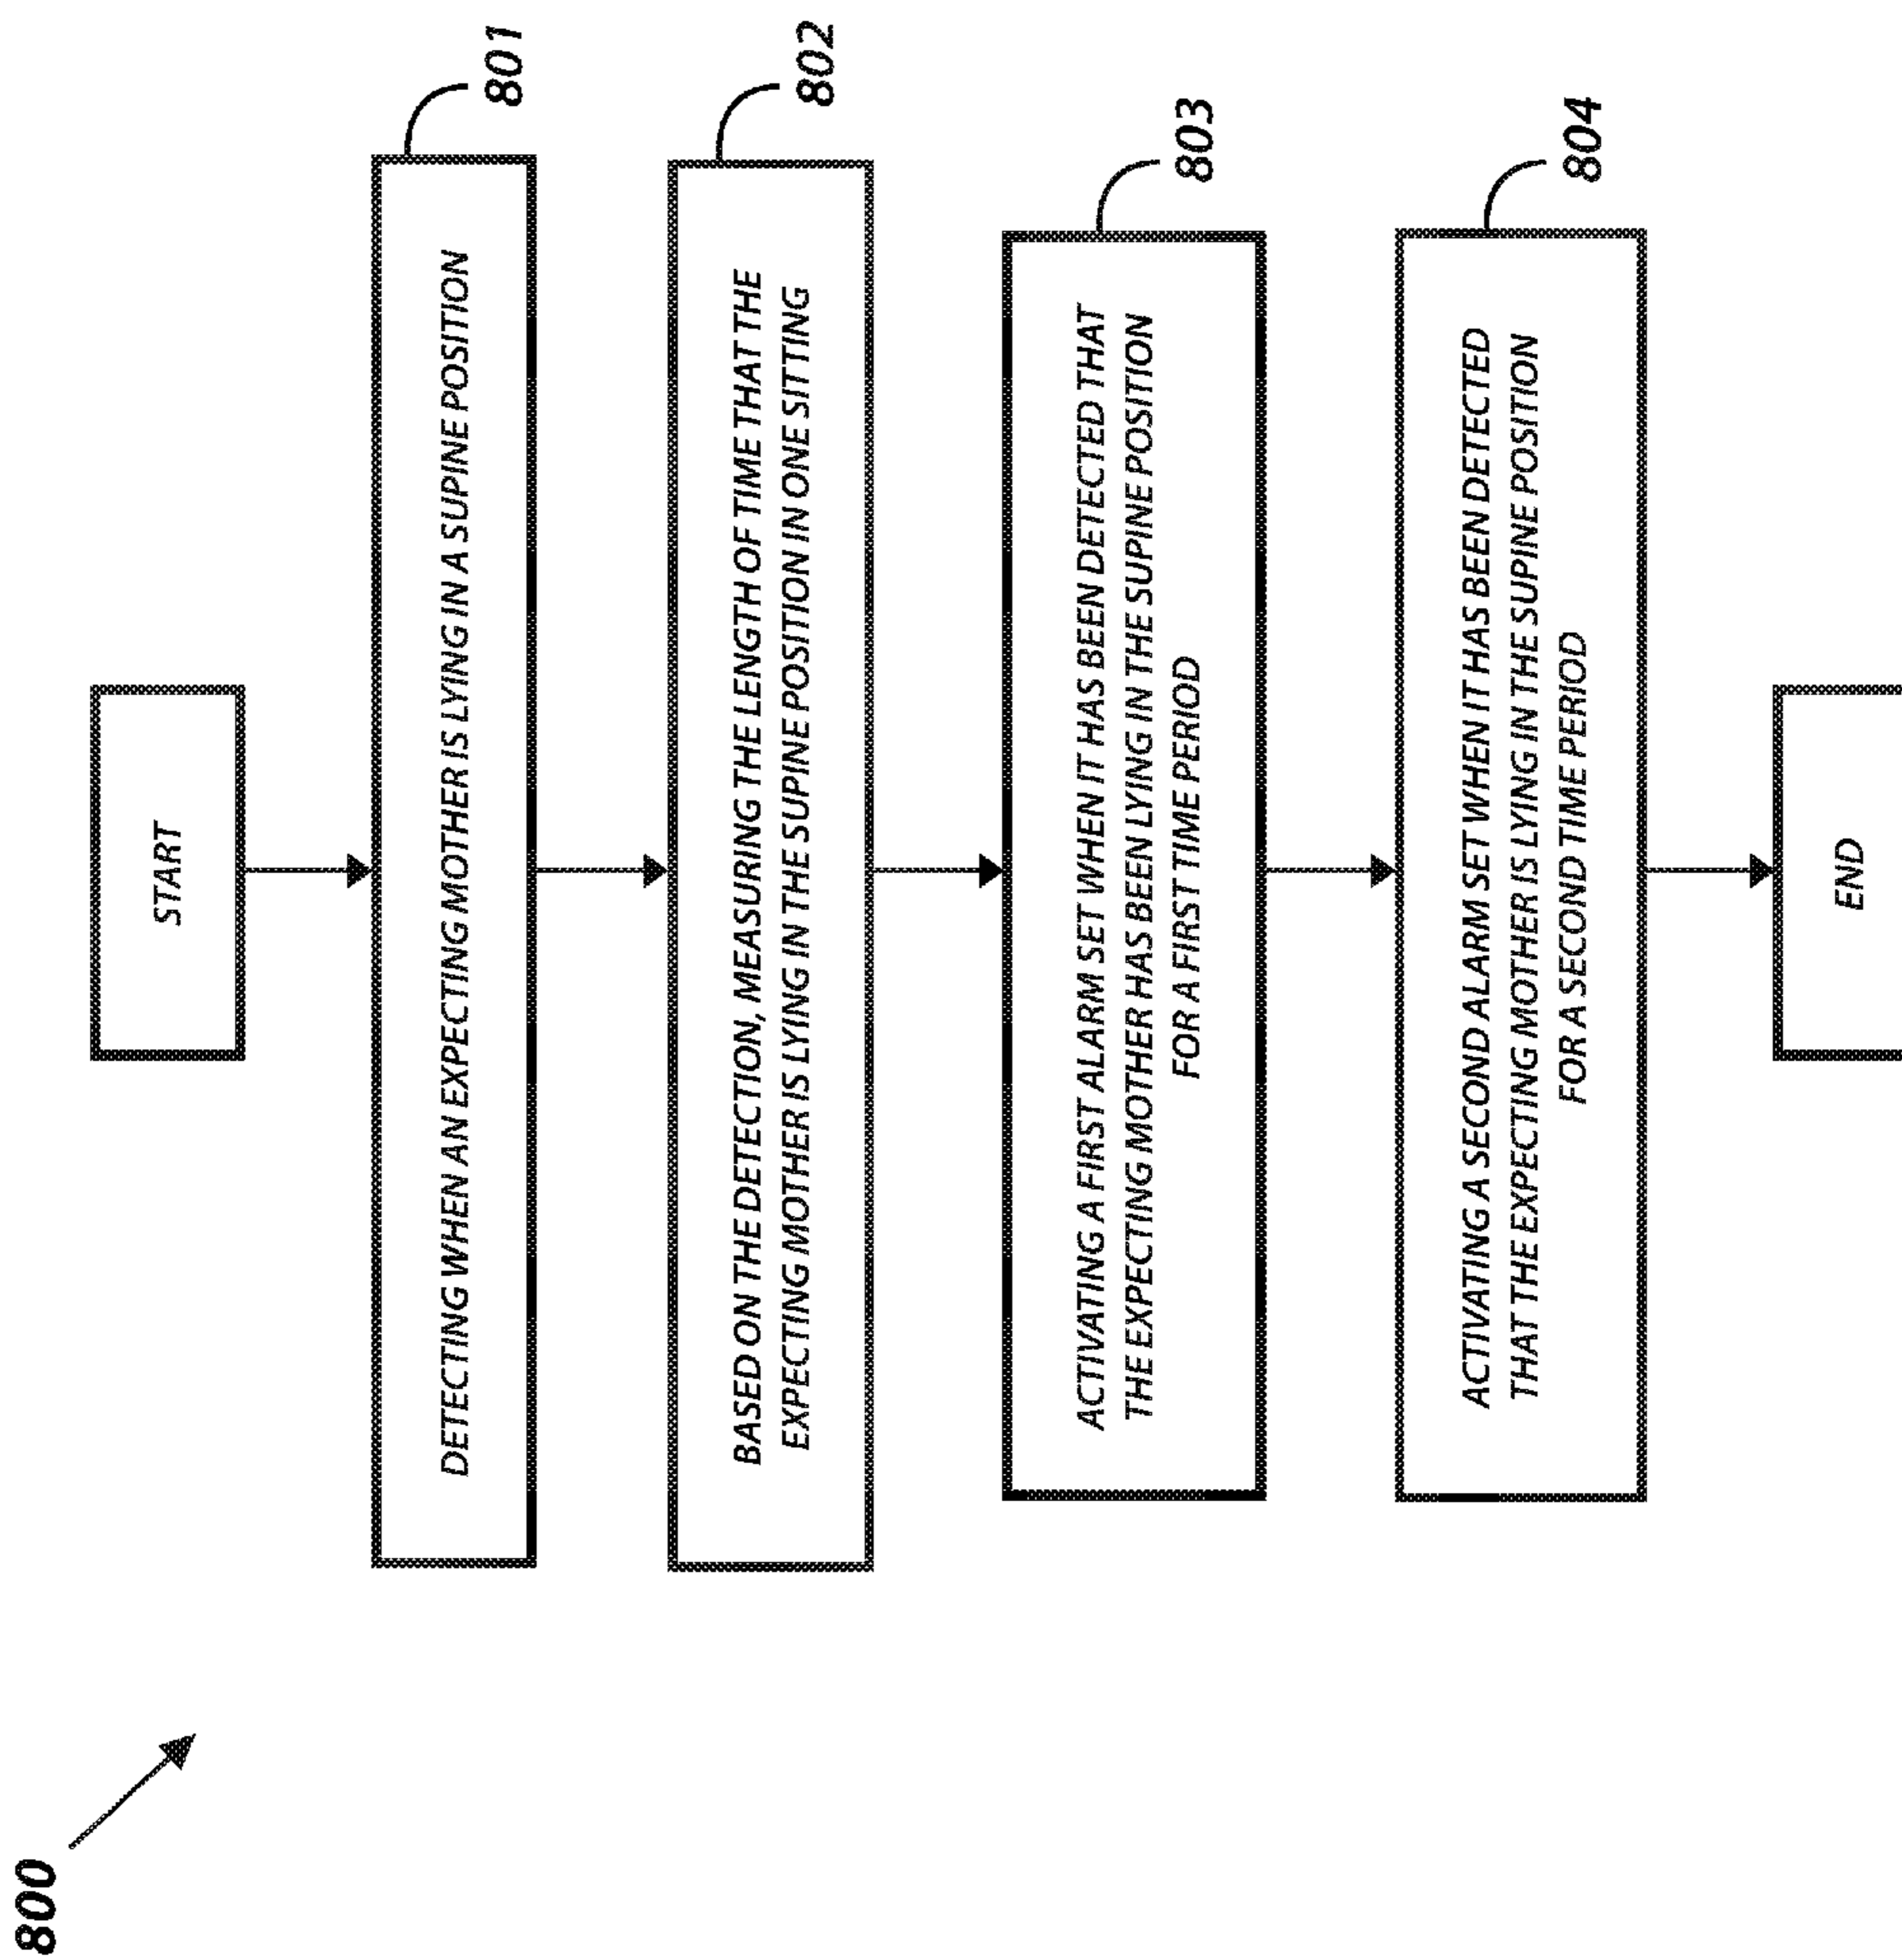 800
START
DETECTING WHEN AN EXPECTING MOTHER IS LYING IN A SUPINE POSITION
801
BASED ON THE DETECTION, MEASURING THE LENGTH OF TIME THAT THE
EXPECTING MOTHER IS LYING IN THE SUPINE POSITION IN ONE SITTING
802
ACTIVATING A FIRST ALARM SET WHEN IT HAS BEEN DETECTED THAT
THE EXPECTING MOTHER HAS BEEN LYING IN THE SUPINE POSITION
FOR A FIRST TIME PERIOD
803
ACTIVATING A SECOND ALARM SET WHEN IT HAS BEEN DETECTED
THAT THE EXPECTING MOTHER IS LYING IN THE SUPINE POSITION
FOR A SECOND TIME PERIOD
804
END